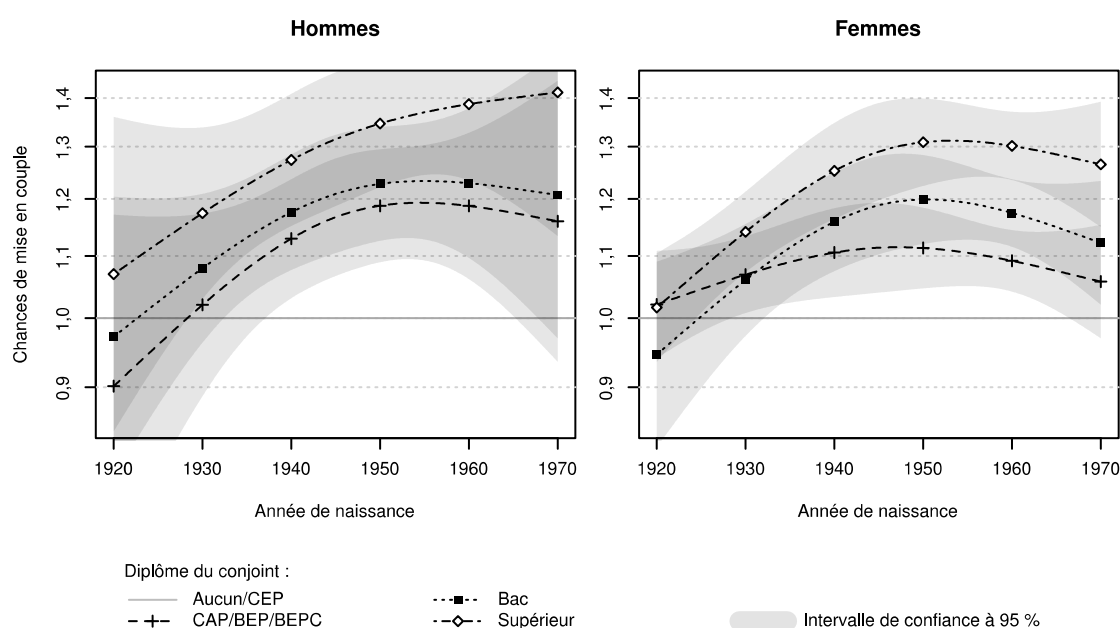 Hommes
Femmes
Chances de mise en couple
1,4
1,3
1,2
1,1
1,0
0,9
1920 1930 1940 1950 1960 1970
Année de naissance
1,4
1,3
1,2
1,1
1,0
0,9
1920 1930 1940 1950 1960 1970
Année de naissance
Diplôme du conjoint :
Aucun/CEP
CAP/BEP/BEPC
Bac
Supérieur
Intervalle de confiance à 95 %